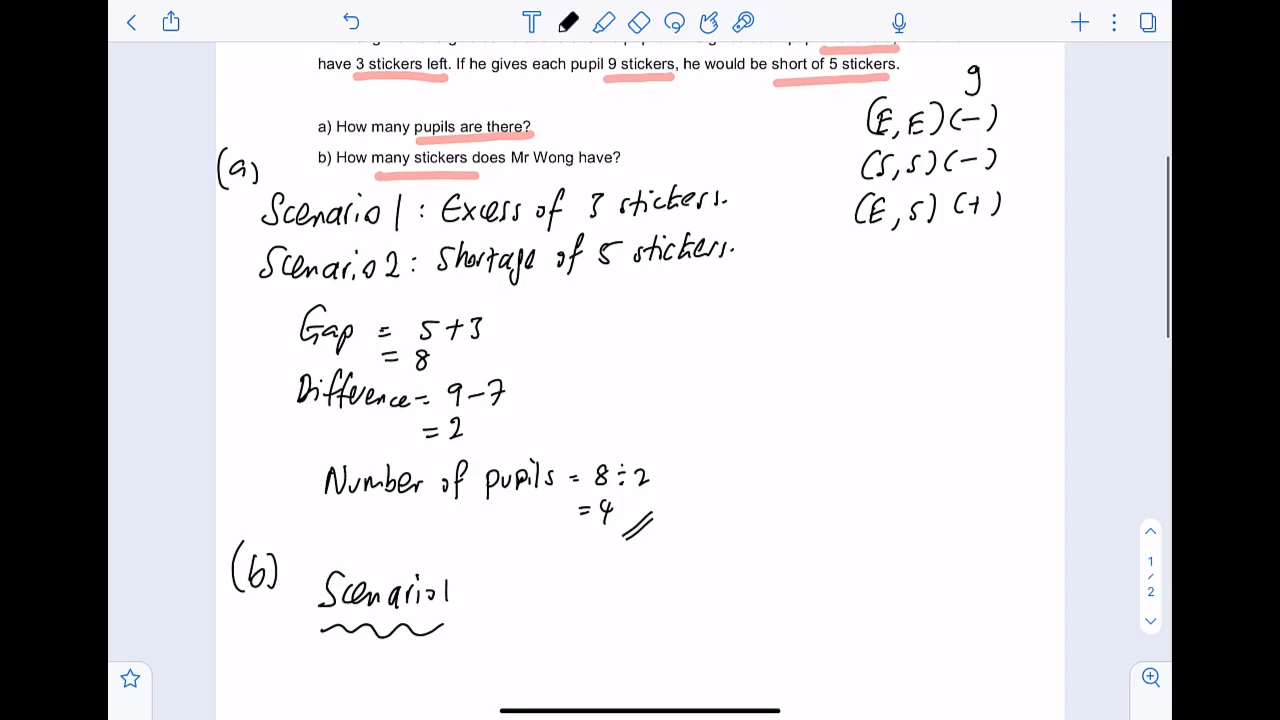 have 3 stickers left. If he gives each pupil 9 stickers, he would be short of 5 stickers.
a) How many pupils are there?
b) How many stickers does Mr Wong have?
g
(E, E) (−)
(S, S) (−)
(E, S) (+)
(a)
Scenario 1 : Excess of 3 stickers.
Scenario 2 : Shortage of 5 stickers.
Gap = 5 + 3
= 8
Difference = 9 − 7
= 2
Number of pupils = 8 ÷ 2
= 4
(b)
Scenario 1
1
/
2